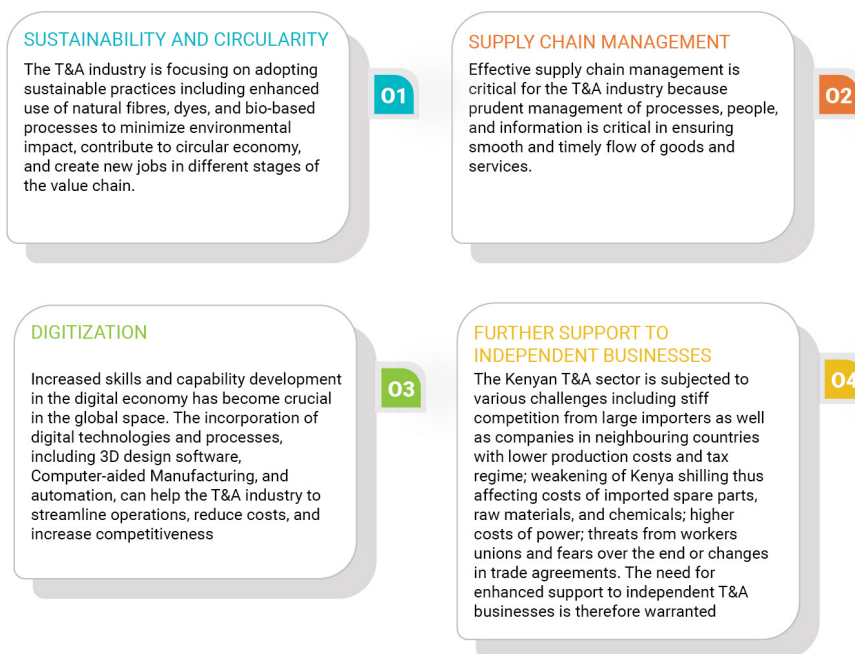 SUSTAINABILITY AND CIRCULARITY
The T&A industry is focusing on adopting
sustainable practices including enhanced
use of natural fibres, dyes, and bio-based
processes to minimize environmental
impact, contribute to circular economy,
and create new jobs in different stages of
the value chain.
01
SUPPLY CHAIN MANAGEMENT
Effective supply chain management is
critical for the T&A industry because
prudent management of processes, people,
and information is critical in ensuring
smooth and timely flow of goods and
services.
02
DIGITIZATION
Increased skills and capability development
in the digital economy has become crucial
in the global space. The incorporation of
digital technologies and processes,
including 3D design software,
Computer-aided Manufacturing, and
automation, can help the T&A industry to
streamline operations, reduce costs, and
increase competitiveness
03
FURTHER SUPPORT TO
INDEPENDENT BUSINESSES
The Kenyan T&A sector is subjected to
various challenges including stiff
competition from large importers as well
as companies in neighbouring countries
with lower production costs and tax
regime; weakening of Kenya shilling thus
affecting costs of imported spare parts,
raw materials, and chemicals; higher
costs of power; threats from workers
unions and fears over the end or changes
in trade agreements. The need for
enhanced support to independent T&A
businesses is therefore warranted
04